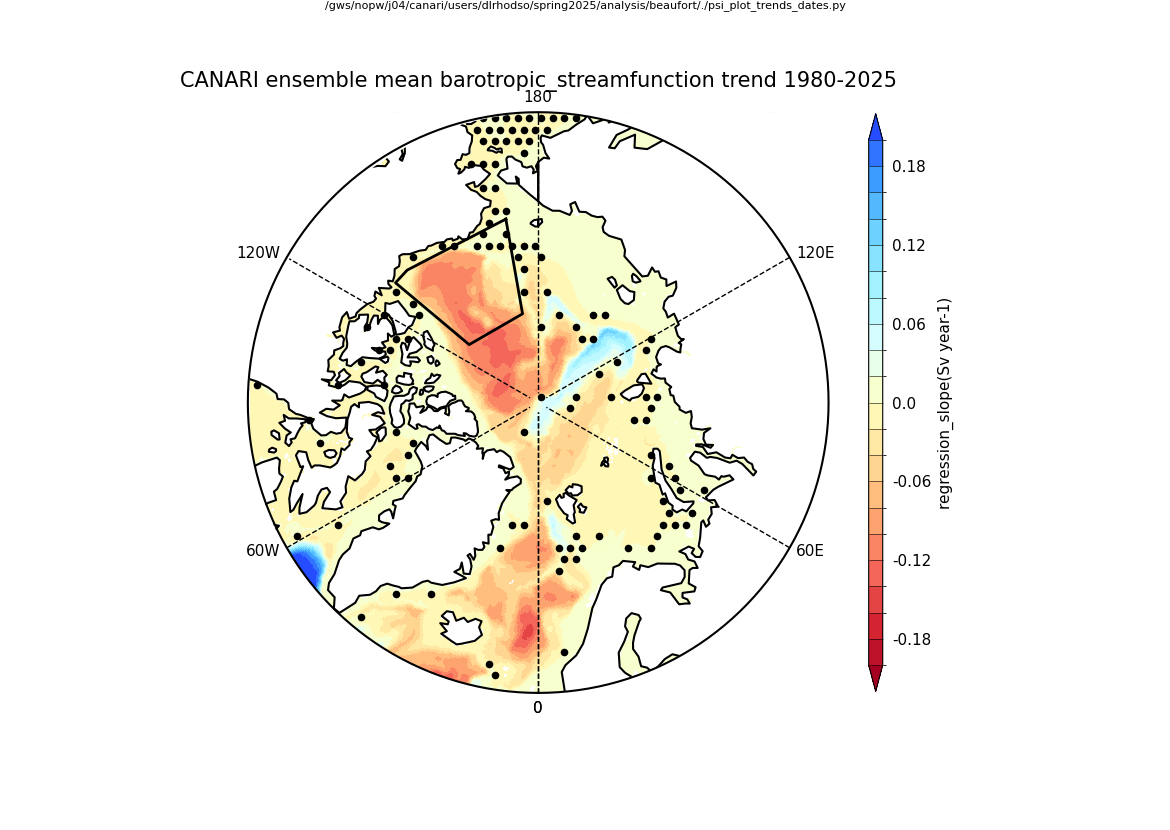 /gws/nopw/j04/canari/users/dlrhodso/spring2025/analysis/beaufort/./psi_plot_trends_dates.py
CANARI ensemble mean barotropic_streamfunction trend 1980-2025
180
120W
120E
60W
60E
0
0.18
0.12
0.06
0.0
-0.06
-0.12
-0.18
regression_slope(Sv year-1)